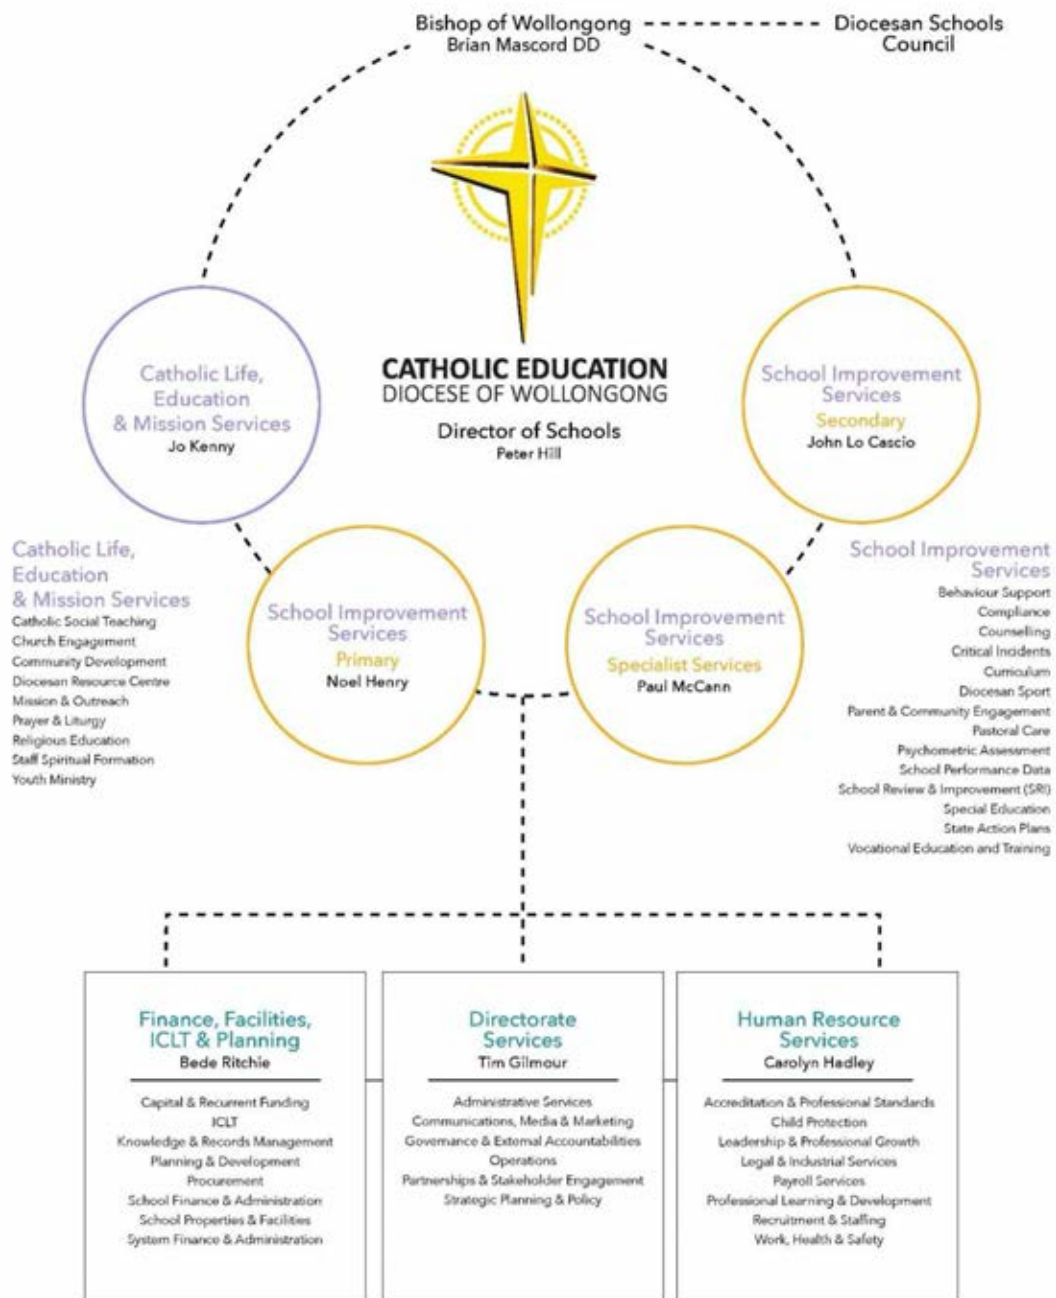 Bishop of Wollongong
Brian Mascord DD
Diocesan Schools
Council
CATHOLIC EDUCATION
DIOCESE OF WOLLONGONG
Director of Schools
Peter Hill
Catholic Life,
Education
& Mission Services
Jo Kenny
School Improvement
Services
Secondary
John Lo Cascio
School Improvement
Services
Primary
Noel Henry
School Improvement
Services
Specialist Services
Paul McCann
Catholic Life,
Education
& Mission Services
Catholic Social Teaching
Church Engagement
Community Development
Diocesan Resource Centre
Mission & Outreach
Prayer & Liturgy
Religious Education
Staff Spiritual Formation
Youth Ministry
School Improvement
Services
Behaviour Support
Compliance
Counselling
Critical Incidents
Curriculum
Diocesan Sport
Parent & Community Engagement
Pastoral Care
Psychometric Assessment
School Performance Data
School Review & Improvement (SRI)
Special Education
State Action Plans
Vocational Education and Training
Finance, Facilities,
ICLT & Planning
Bede Ritchie
Capital & Recurrent Funding
ICLT
Knowledge & Records Management
Planning & Development
Procurement
School Finance & Administration
School Properties & Facilities
System Finance & Administration
Directorate
Services
Tim Gilmour
Administrative Services
Communications, Media & Marketing
Governance & External Accountabilities
Operations
Partnerships & Stakeholder Engagement
Strategic Planning & Policy
Human Resource
Services
Carolyn Hadley
Accreditation & Professional Standards
Child Protection
Leadership & Professional Growth
Legal & Industrial Services
Payroll Services
Professional Learning & Development
Recruitment & Staffing
Work, Health & Safety